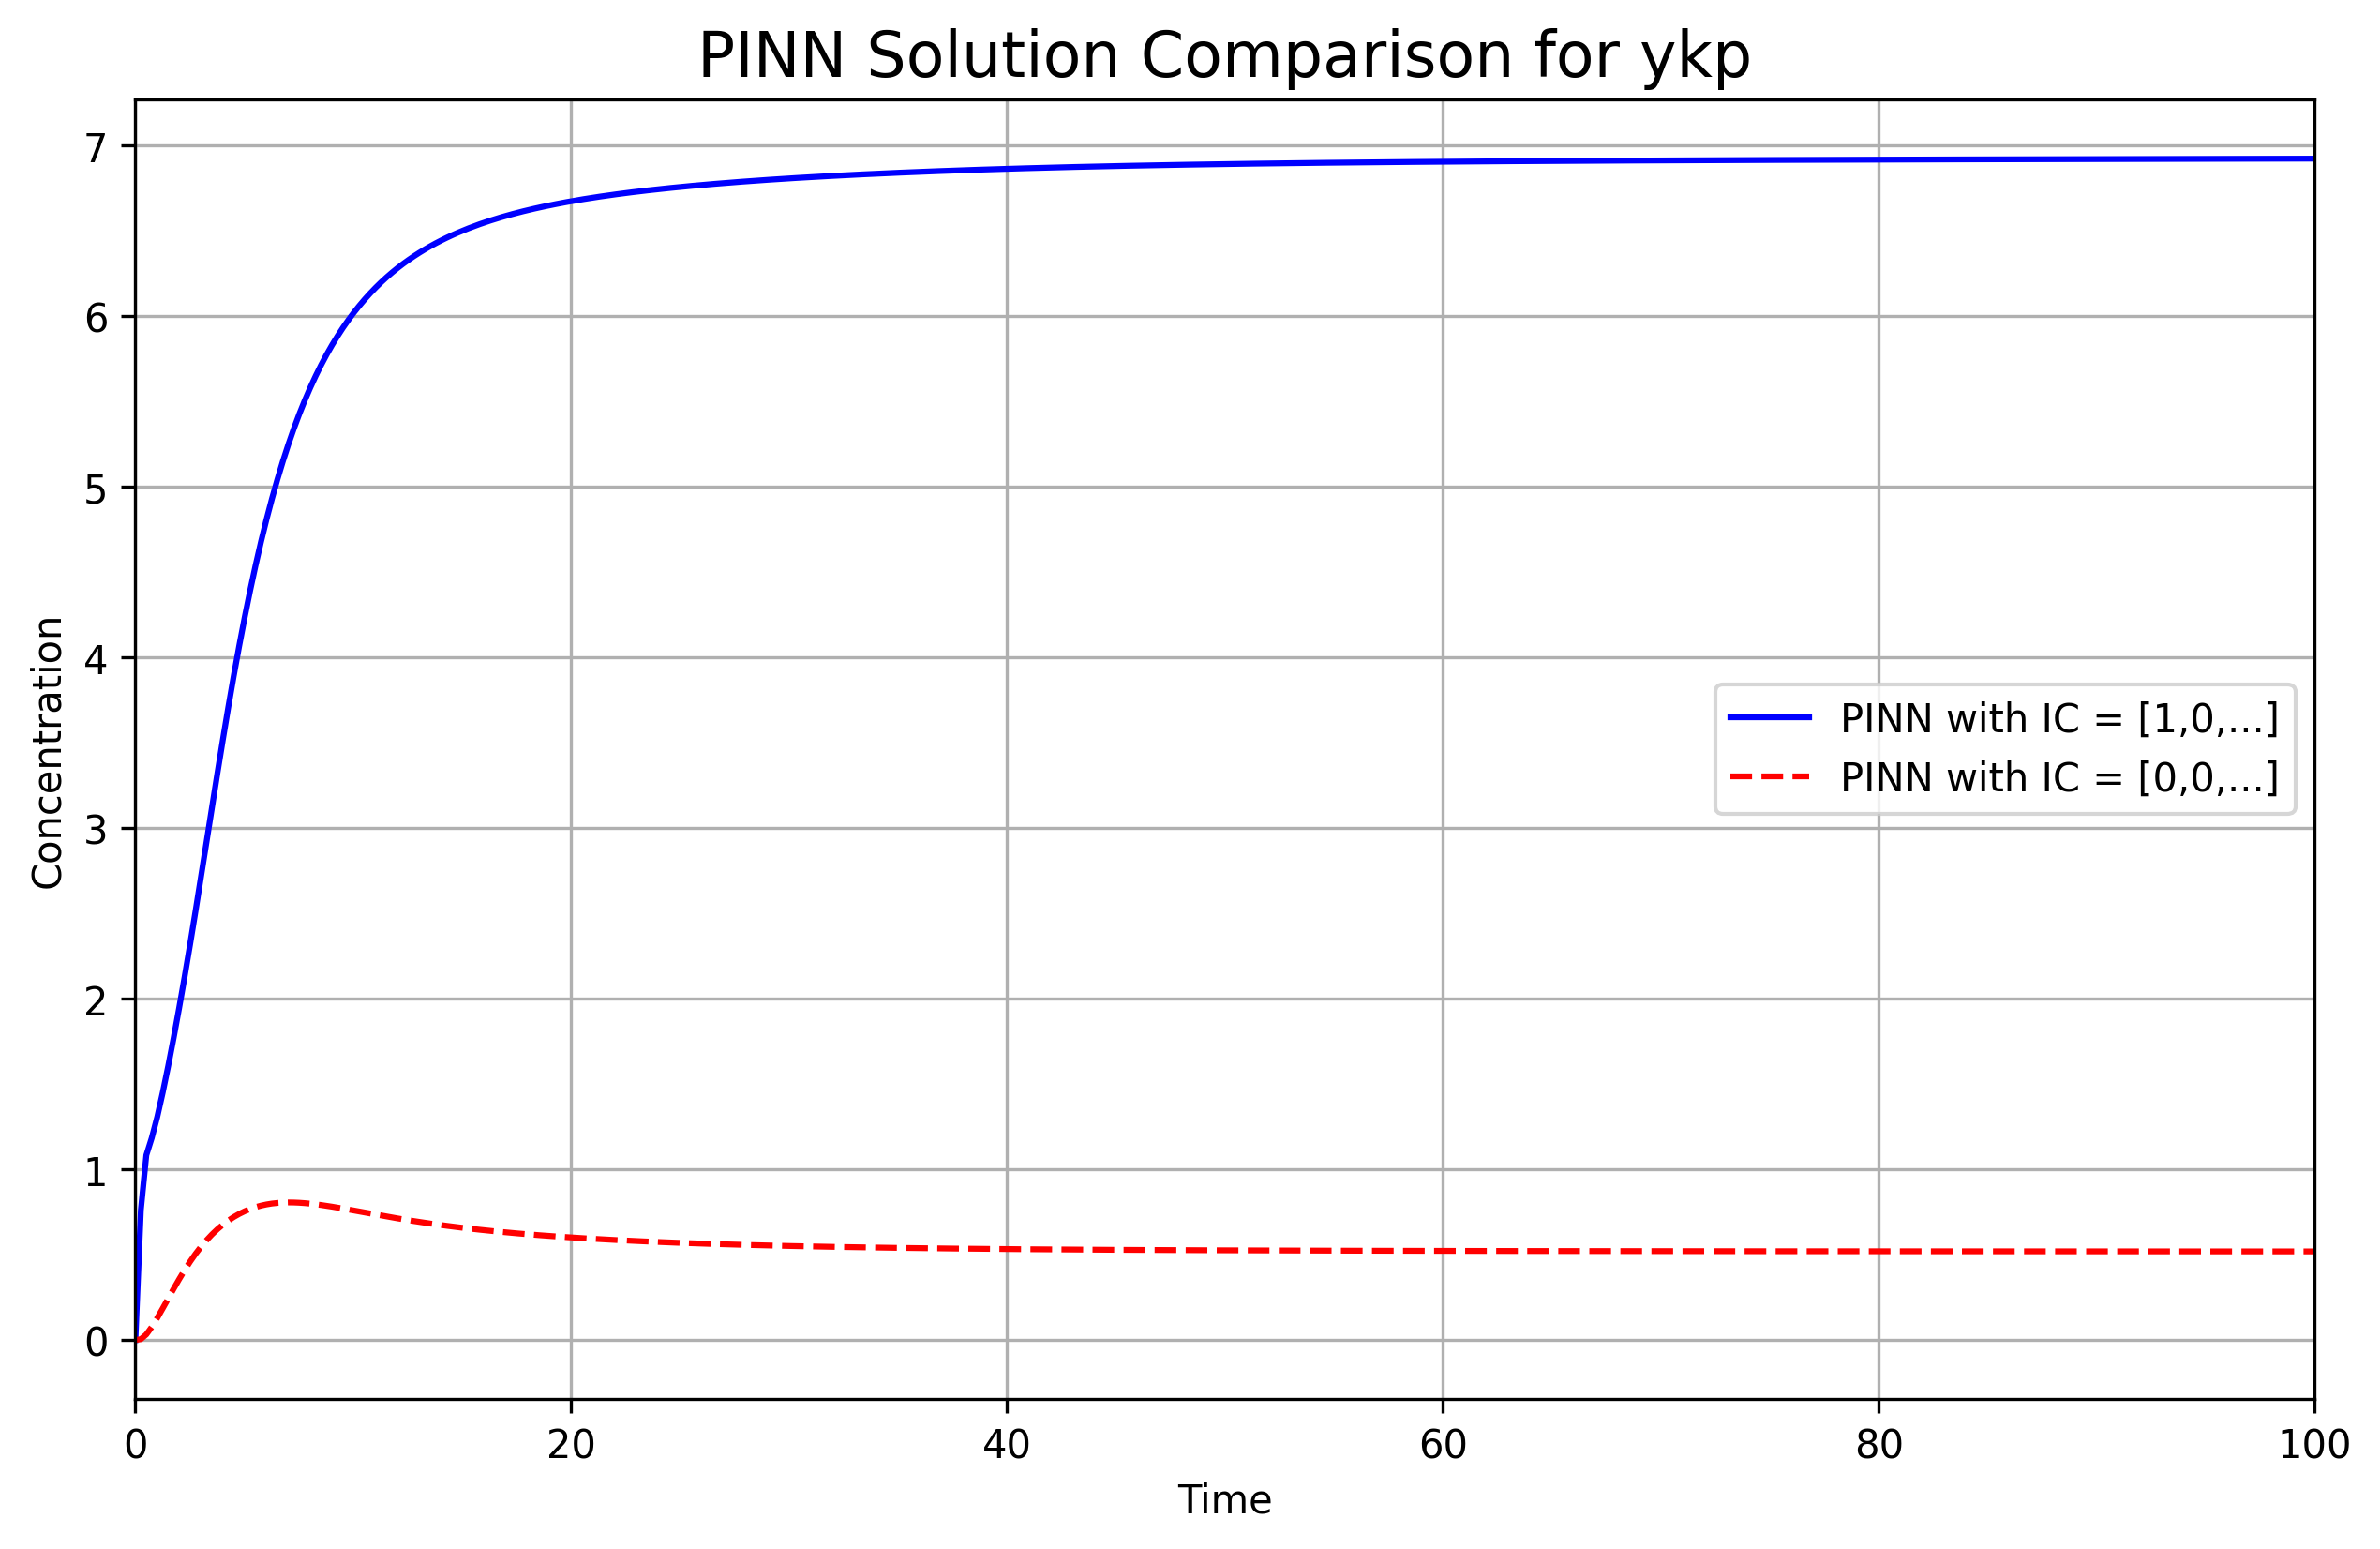 PINN Solution Comparison for ykp
7
6
5
4
3
2
1
0
Concentration
PINN with IC = [1,0,...]
PINN with IC = [0,0,...]
0 20 40 60 80 100
Time